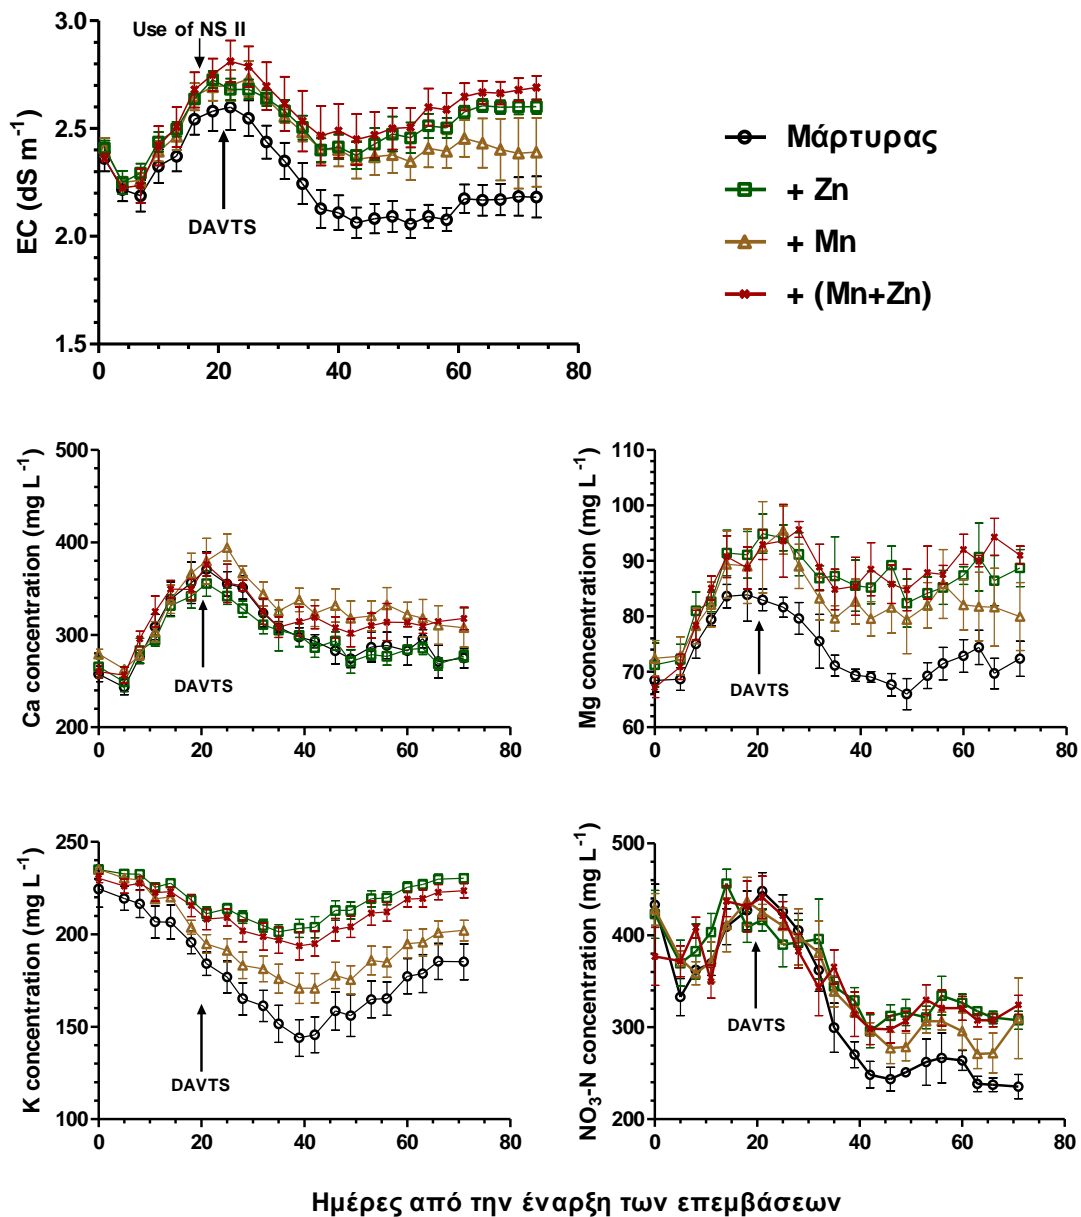 3.0
2.5
2.0
1.5
0
20
40
60
80
EC (dS m-1)
Use of NS II
DAVTS
Μάρτυρας
+ Zn
+ Mn
+ (Mn+Zn)
500
400
300
200
0
20
40
60
80
Ca concentration (mg L-1)
DAVTS
110
100
90
80
70
60
0
20
40
60
80
Mg concentration (mg L-1)
DAVTS
250
200
150
100
0
20
40
60
80
K concentration (mg L-1)
DAVTS
500
400
300
200
0
20
40
60
80
NO3-N concentration (mg L-1)
DAVTS
Ημέρες από την έναρξη των επεμβάσεων